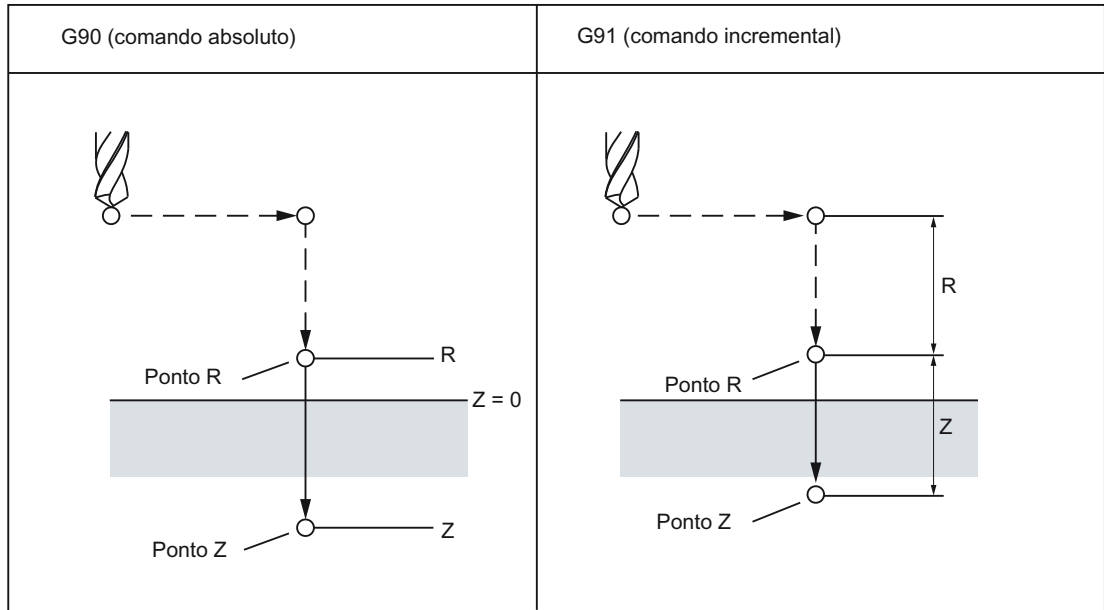 G90 (comando absoluto)
G91 (comando incremental)
R
Ponto R
Z = 0
Z
Ponto Z
R
Ponto R
Z
Ponto Z